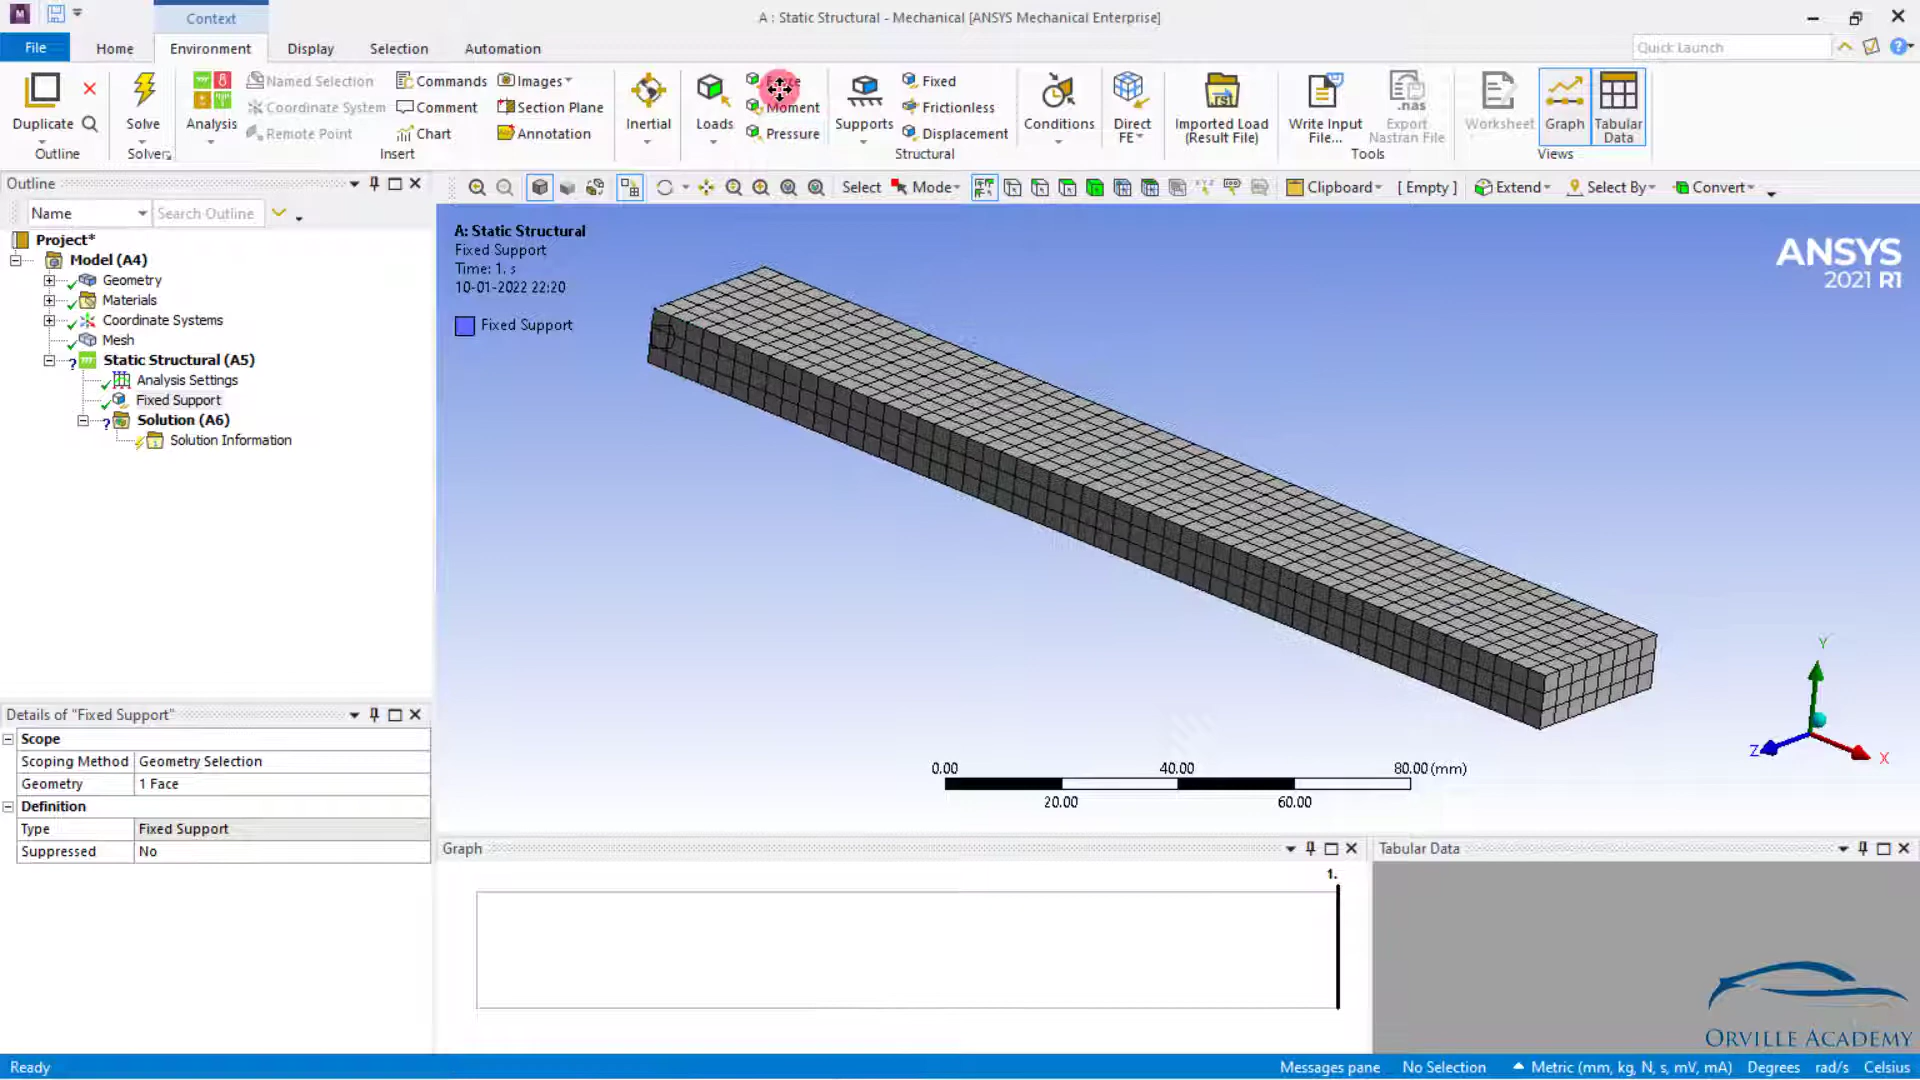 Context
A : Static Structural - Mechanical [ANSYS Mechanical Enterprise]
File
Home
Environment
Display
Selection
Automation
Quick Launch
Duplicate
Outline
Solve
Solver
Analysis
Named Selection
Coordinate System
Remote Point
Commands
Comment
Chart
Images
Section Plane
Annotation
Insert
Inertial
Loads
Moment
Pressure
Supports
Fixed
Frictionless
Displacement
Structural
Conditions
Direct
FE
Imported Load
(Result File)
Write Input
File...
.rst
.nas
Export
Nastran File
Tools
Worksheet
Graph
Tabular
Data
Views
Outline
Select
Mode
Clipboard
[ Empty ]
Extend
Select By
Convert
Name
Search Outline
Project*
Model (A4)
Geometry
Materials
Coordinate Systems
Mesh
Static Structural (A5)
Analysis Settings
Fixed Support
Solution (A6)
Solution Information
A: Static Structural
Fixed Support
Time: 1. s
10-01-2022 22:20
Fixed Support
ANSYS
2021 R1
Y
Z
X
0.00
40.00
80.00 (mm)
20.00
60.00
Details of "Fixed Support"
Scope
Scoping Method
Geometry Selection
Geometry
1 Face
Definition
Type
Fixed Support
Suppressed
No
Graph
1.
Tabular Data
ORVILLE ACADEMY
Ready
Messages pane
No Selection
Metric (mm, kg, N, s, mV, mA)
Degrees
rad/s
Celsius